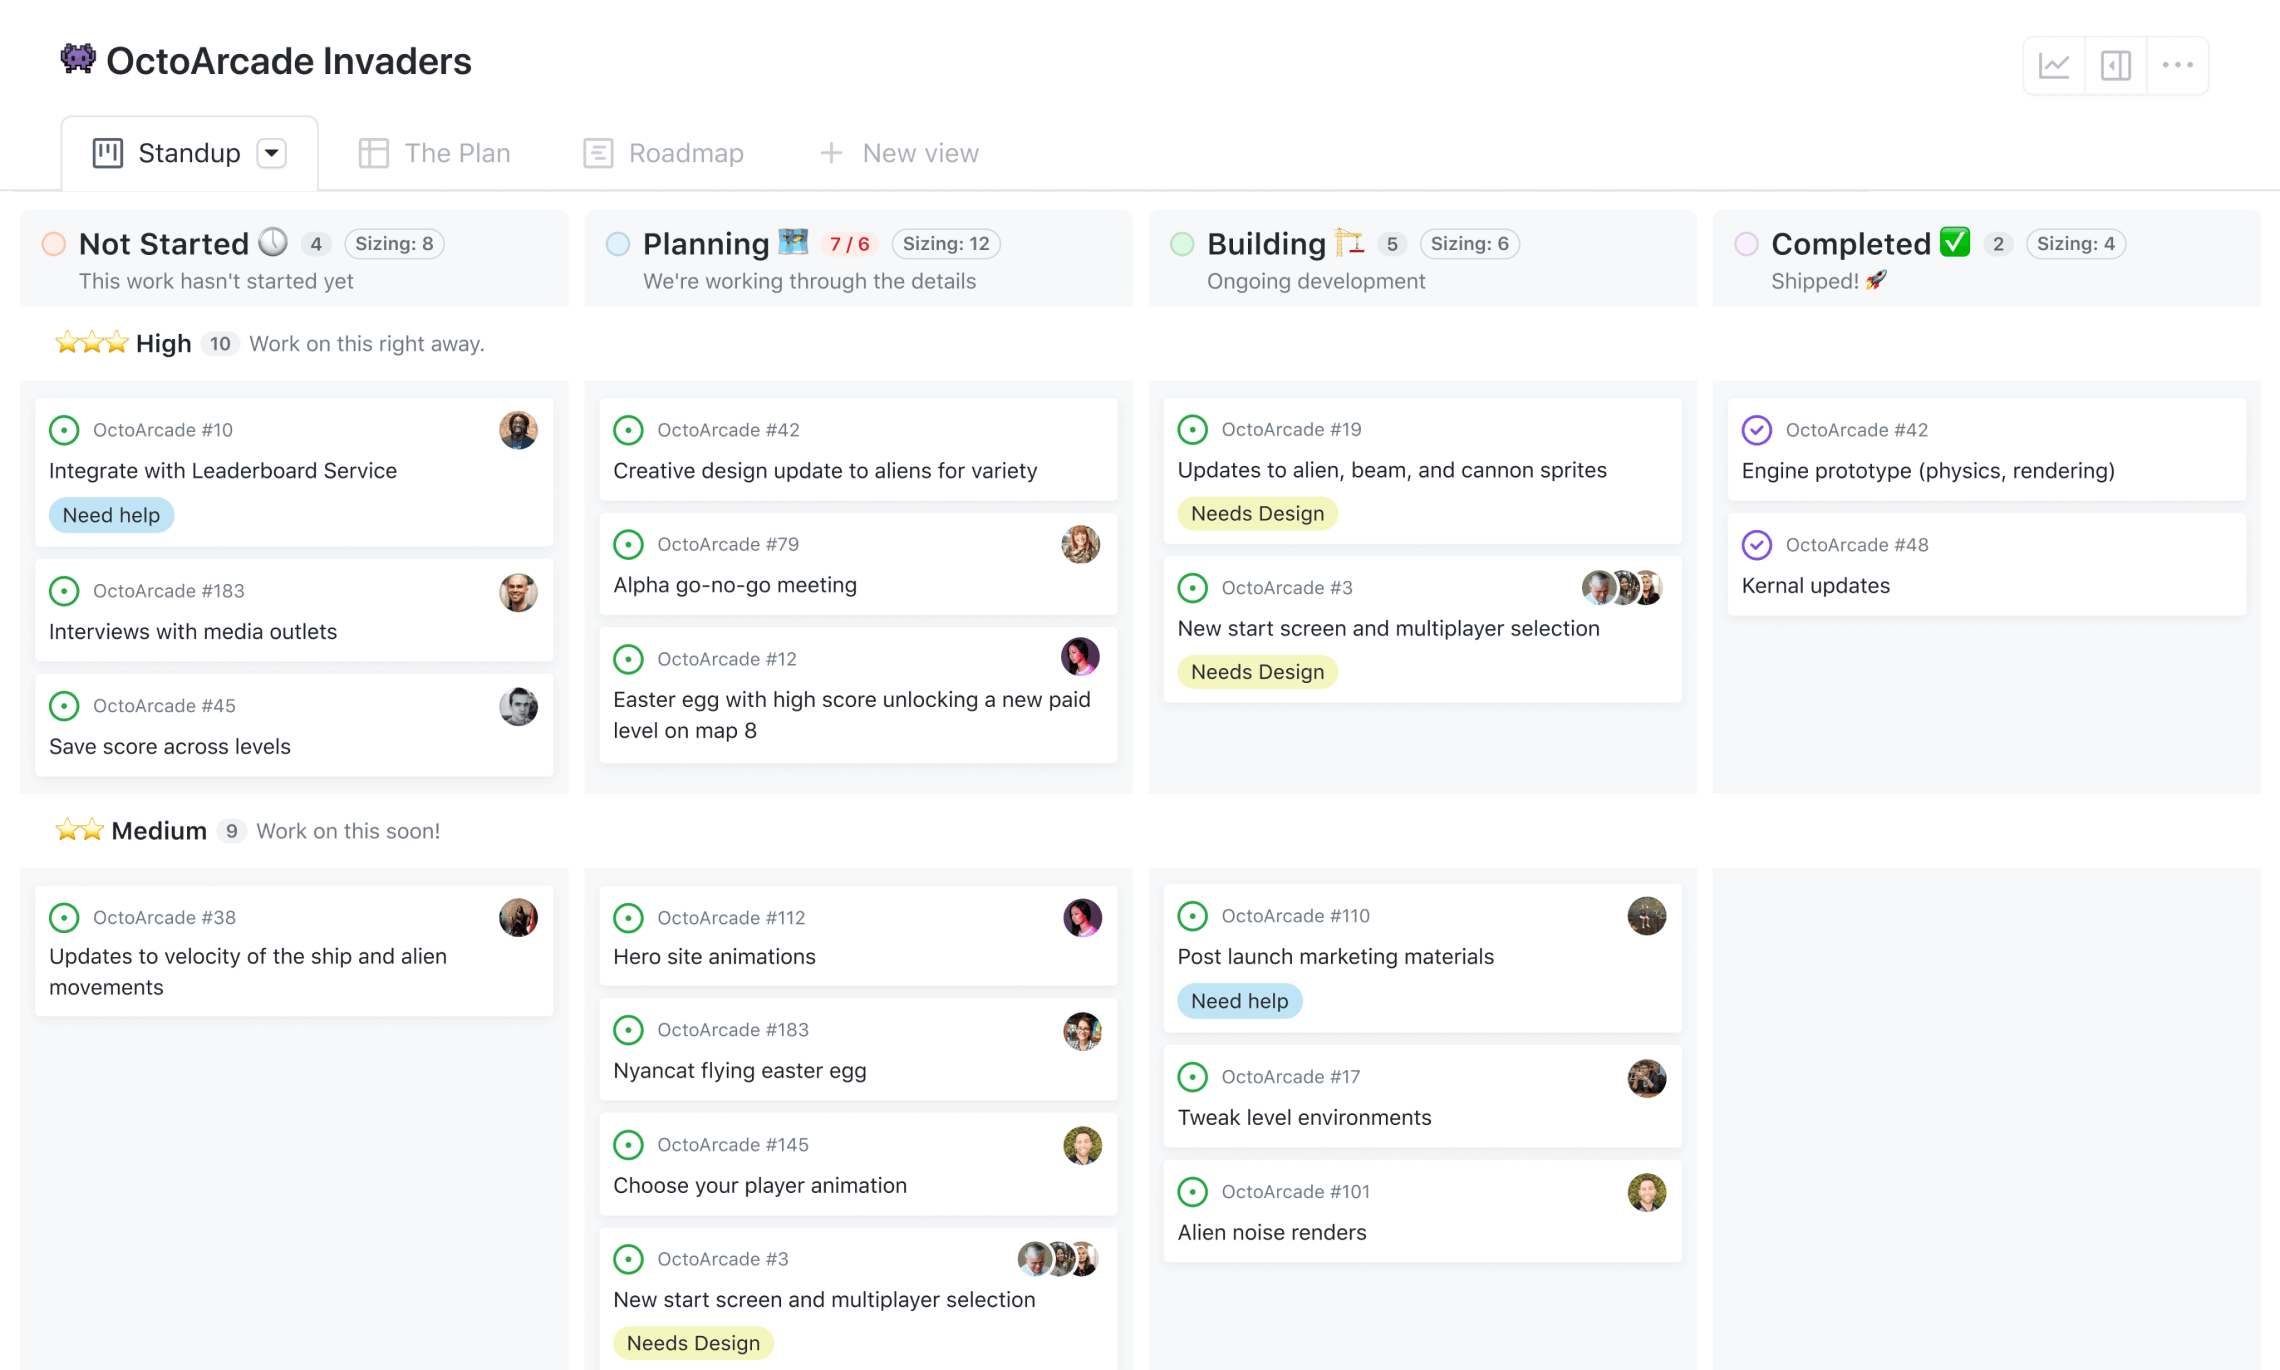 OctoArcade Invaders
Standup
The Plan
Roadmap
New view
Not Started 4 Sizing: 8
This work hasn't started yet
Planning 7 / 6 Sizing: 12
We're working through the details
Building 5 Sizing: 6
Ongoing development
Completed 2 Sizing: 4
Shipped!
High 10 Work on this right away.
OctoArcade #10
Integrate with Leaderboard Service
Need help
OctoArcade #183
Interviews with media outlets
OctoArcade #45
Save score across levels
OctoArcade #42
Creative design update to aliens for variety
OctoArcade #79
Alpha go-no-go meeting
OctoArcade #12
Easter egg with high score unlocking a new paid
level on map 8
OctoArcade #19
Updates to alien, beam, and cannon sprites
Needs Design
OctoArcade #3
New start screen and multiplayer selection
Needs Design
OctoArcade #42
Engine prototype (physics, rendering)
OctoArcade #48
Kernal updates
Medium 9 Work on this soon!
OctoArcade #38
Updates to velocity of the ship and alien
movements
OctoArcade #112
Hero site animations
OctoArcade #183
Nyancat flying easter egg
OctoArcade #145
Choose your player animation
OctoArcade #3
New start screen and multiplayer selection
Needs Design
OctoArcade #110
Post launch marketing materials
Need help
OctoArcade #17
Tweak level environments
OctoArcade #101
Alien noise renders